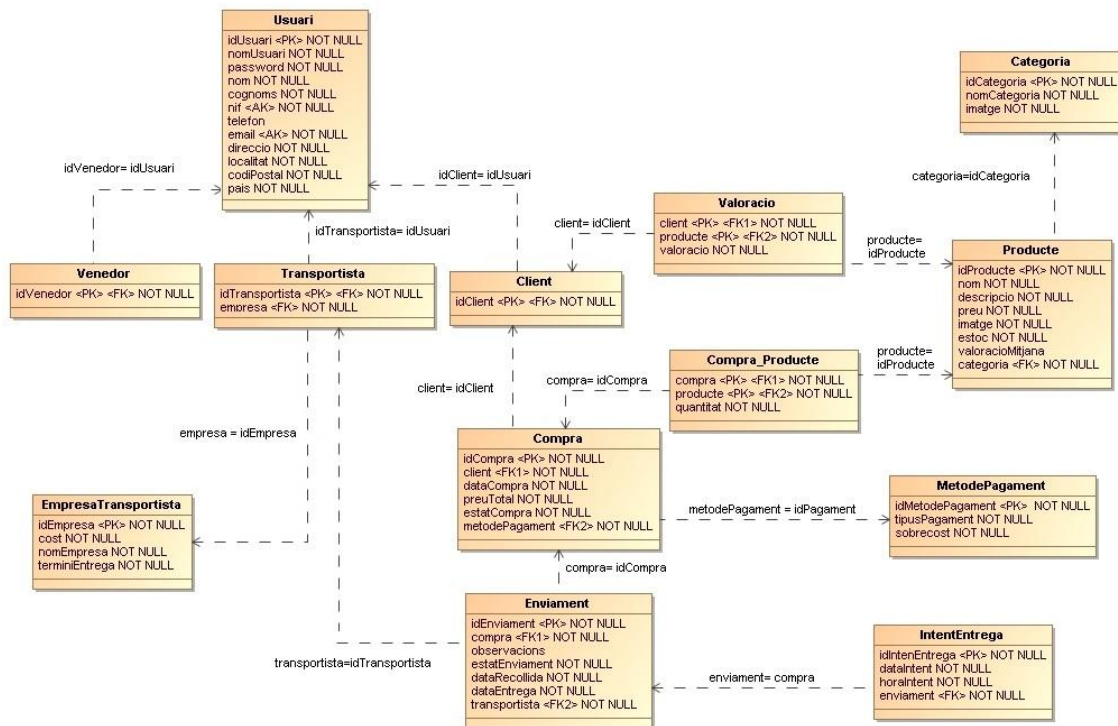 Usuari
idUsuari <PK> NOT NULL
nomUsuari NOT NULL
password NOT NULL
nom NOT NULL
cognoms NOT NULL
nif <AK> NOT NULL
telefon
email <AK> NOT NULL
direccio NOT NULL
localitat NOT NULL
codiPostal NOT NULL
pais NOT NULL
Categoria
idCategoria <PK> NOT NULL
nomCategoria NOT NULL
imatge NOT NULL
idVenedor= idUsuari
idClient= idUsuari
idTransportista= idUsuari
categoria=idCategoria
Valoracio
client <PK> <FK1> NOT NULL
producte <PK> <FK2> NOT NULL
valoracio NOT NULL
client= idClient
producte=
idProducte
Venedor
idVenedor <PK> <FK> NOT NULL
Transportista
idTransportista <PK> <FK> NOT NULL
empresa <FK> NOT NULL
Client
idClient <PK> <FK> NOT NULL
Producte
idProducte <PK> NOT NULL
nom NOT NULL
descripcio NOT NULL
preu NOT NULL
imatge NOT NULL
estoc NOT NULL
valoracioMitjana
categoria <FK> NOT NULL
Compra_Producte
compra <PK> <FK1> NOT NULL
producte <PK> <FK2> NOT NULL
quantitat NOT NULL
producte=
idProducte
compra= idCompra
client= idClient
empresa = idEmpresa
Compra
idCompra <PK> NOT NULL
client <FK1> NOT NULL
dataCompra NOT NULL
preuTotal NOT NULL
estatCompra NOT NULL
metodePagament <FK2> NOT NULL
metodePagament = idPagament
MetodePagament
idMetodePagament <PK> NOT NULL
tipusPagament NOT NULL
sobrecost NOT NULL
EmpresaTransportista
idEmpresa <PK> NOT NULL
cost NOT NULL
nomEmpresa NOT NULL
terminiEntrega NOT NULL
compra= idCompra
Enviament
idEnviament <PK> NOT NULL
compra <FK1> NOT NULL
observacions
estatEnviament NOT NULL
dataRecollida NOT NULL
dataEntrega NOT NULL
transportista <FK2> NOT NULL
transportista=idTransportista
enviament= compra
IntentEntrega
idIntenEntrega <PK> NOT NULL
dataIntent NOT NULL
horaIntent NOT NULL
enviament <FK> NOT NULL